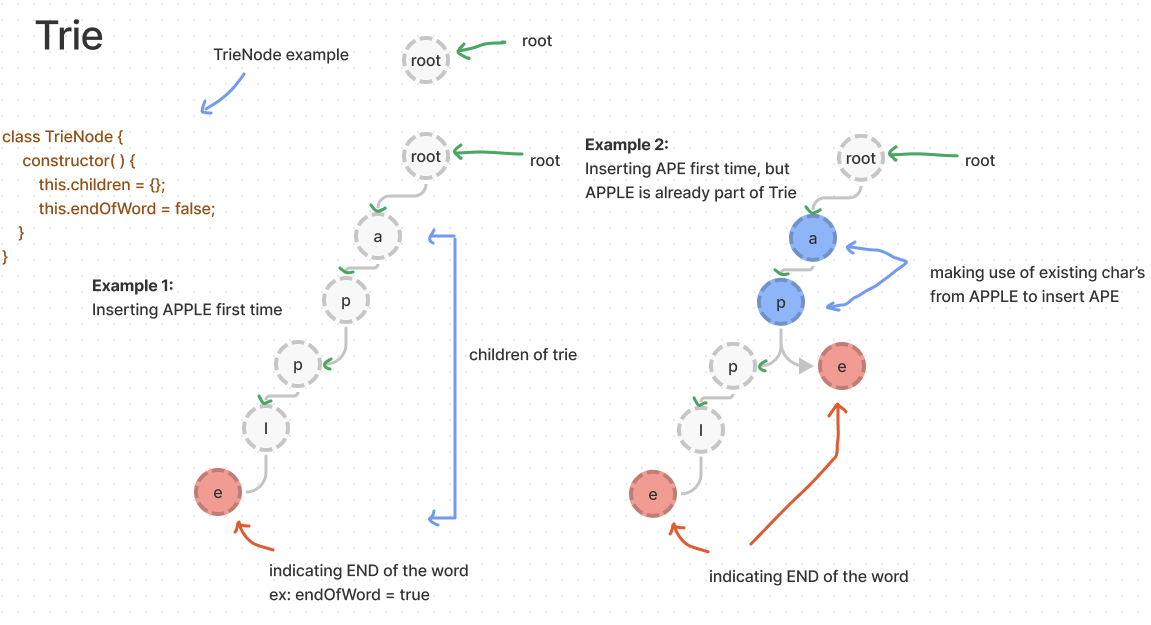 Trie
TrieNode example
root
root
class TrieNode {
constructor( ) {
this.children = {};
this.endOfWord = false;
}
}
Example 1:
Inserting APPLE first time
root
root
a
p
p
l
e
children of trie
indicating END of the word
ex: endOfWord = true
Example 2:
Inserting APE first time, but
APPLE is already part of Trie
root
root
a
p
p
e
l
e
making use of existing char's
from APPLE to insert APE
indicating END of the word